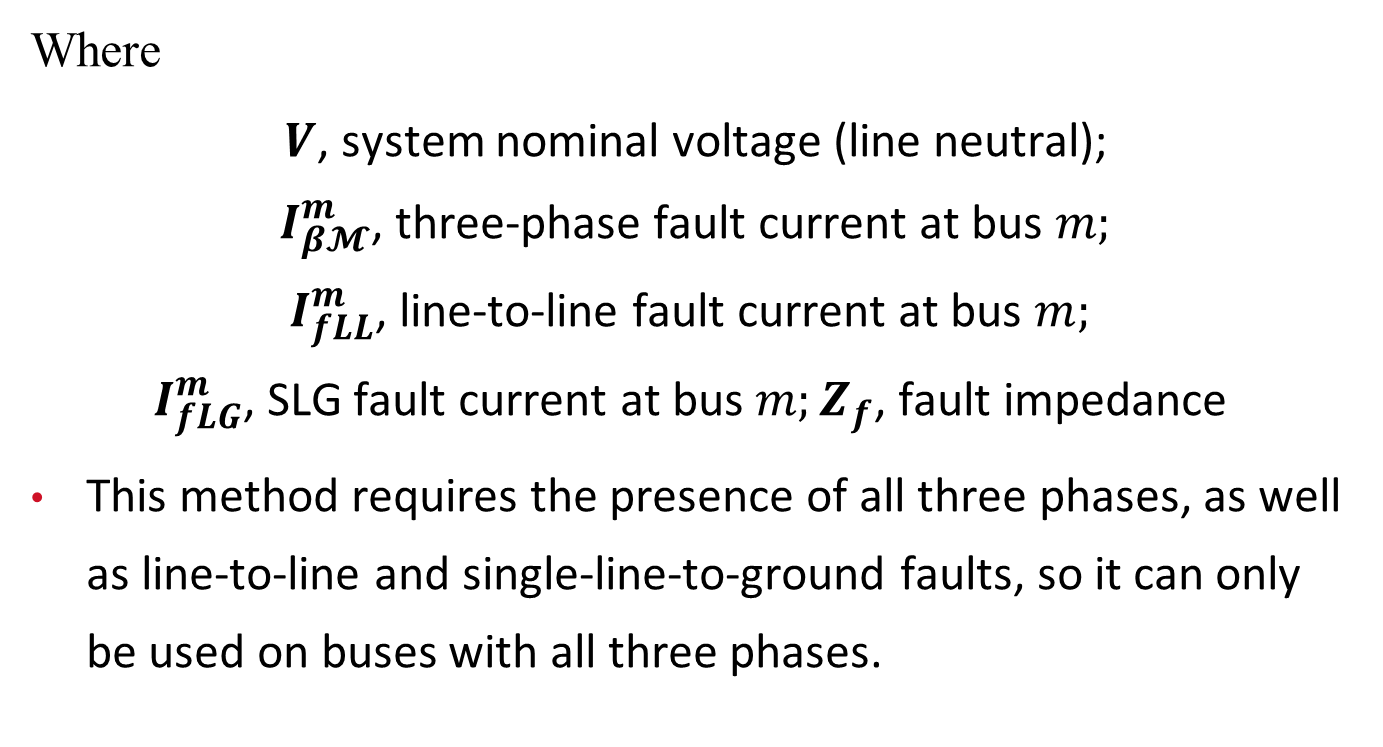 Where
V, system nominal voltage (line neutral);
I^m_βℳ, three-phase fault current at bus m;
I^m_fLL, line-to-line fault current at bus m;
I^m_fLG, SLG fault current at bus m; Z_f, fault impedance
• This method requires the presence of all three phases, as well
as line-to-line and single-line-to-ground faults, so it can only
be used on buses with all three phases.